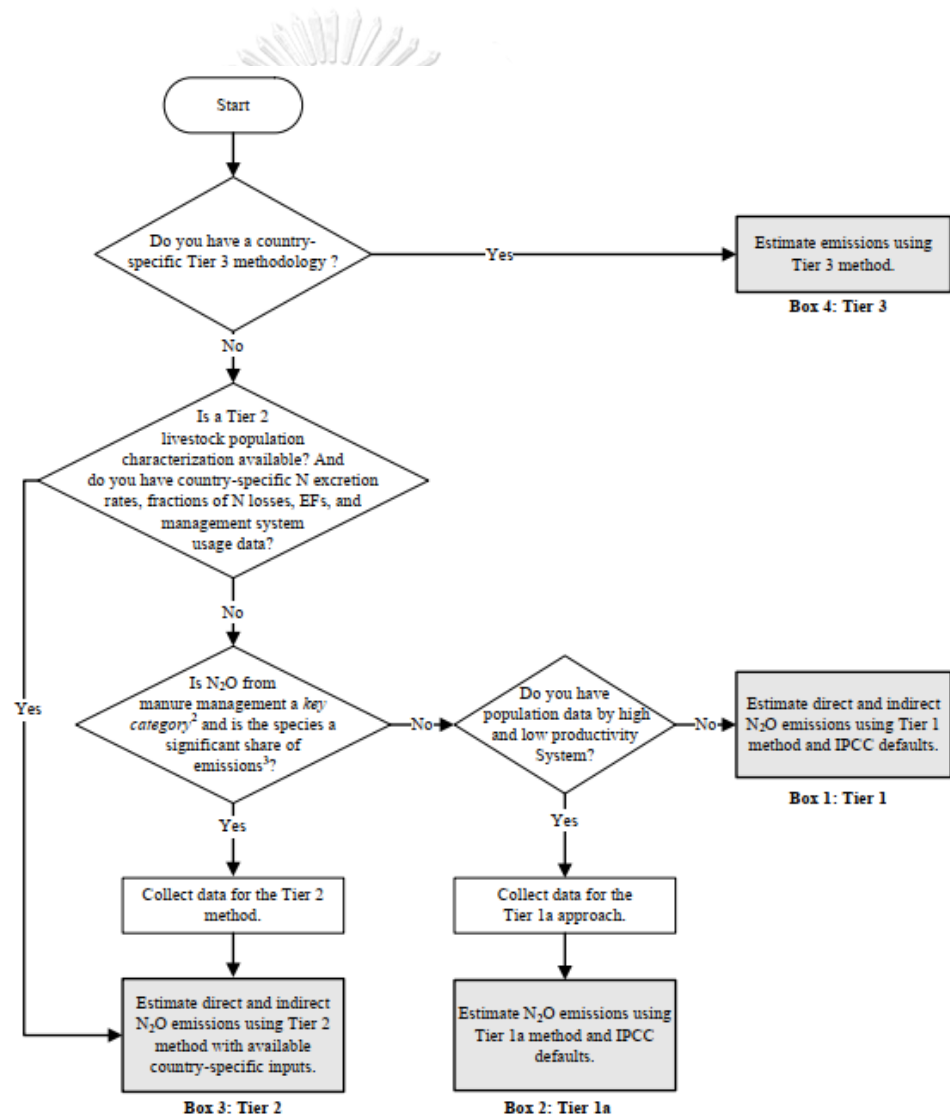 Start
Do you have a country-
specific Tier 3 methodology ?
Yes
Estimate emissions using
Tier 3 method.
Box 4: Tier 3
No
Is a Tier 2
livestock population
characterization available? And
do you have country-specific N excretion
rates, fractions of N losses, EFs, and
management system
usage data?
Yes
No
Is N₂O from
manure management a key
category² and is the species a
significant share of
emissions³?
No
Do you have
population data by high
and low productivity
System?
No
Estimate direct and indirect
N₂O emissions using Tier 1
method and IPCC defaults.
Box 1: Tier 1
Yes
Yes
Collect data for the Tier 2
method.
Collect data for the
Tier 1a approach.
Estimate direct and indirect
N₂O emissions using Tier 2
method with available
country-specific inputs.
Box 3: Tier 2
Estimate N₂O emissions using
Tier 1a method and IPCC
defaults.
Box 2: Tier 1a